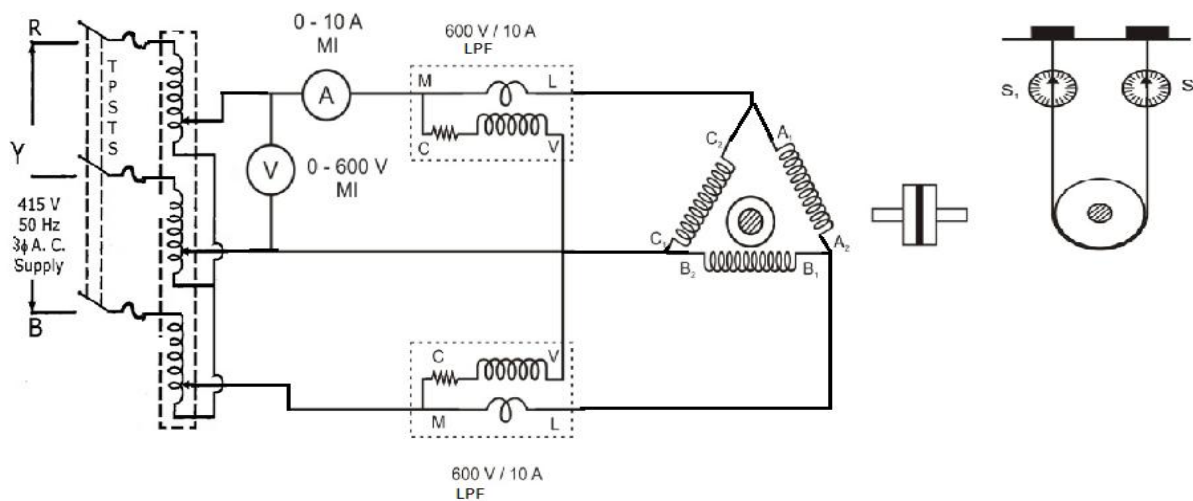 R
Y
415 V
50 Hz
3ϕ A. C.
Supply
B
TPSTS
0 - 10 A
MI
A
V
0 - 600 V
MI
600 V / 10 A
LPF
M
L
C
V
C
V
M
L
600 V / 10 A
LPF
C₂
A₁
C₁
A₂
B₂
B₁
S₁
S